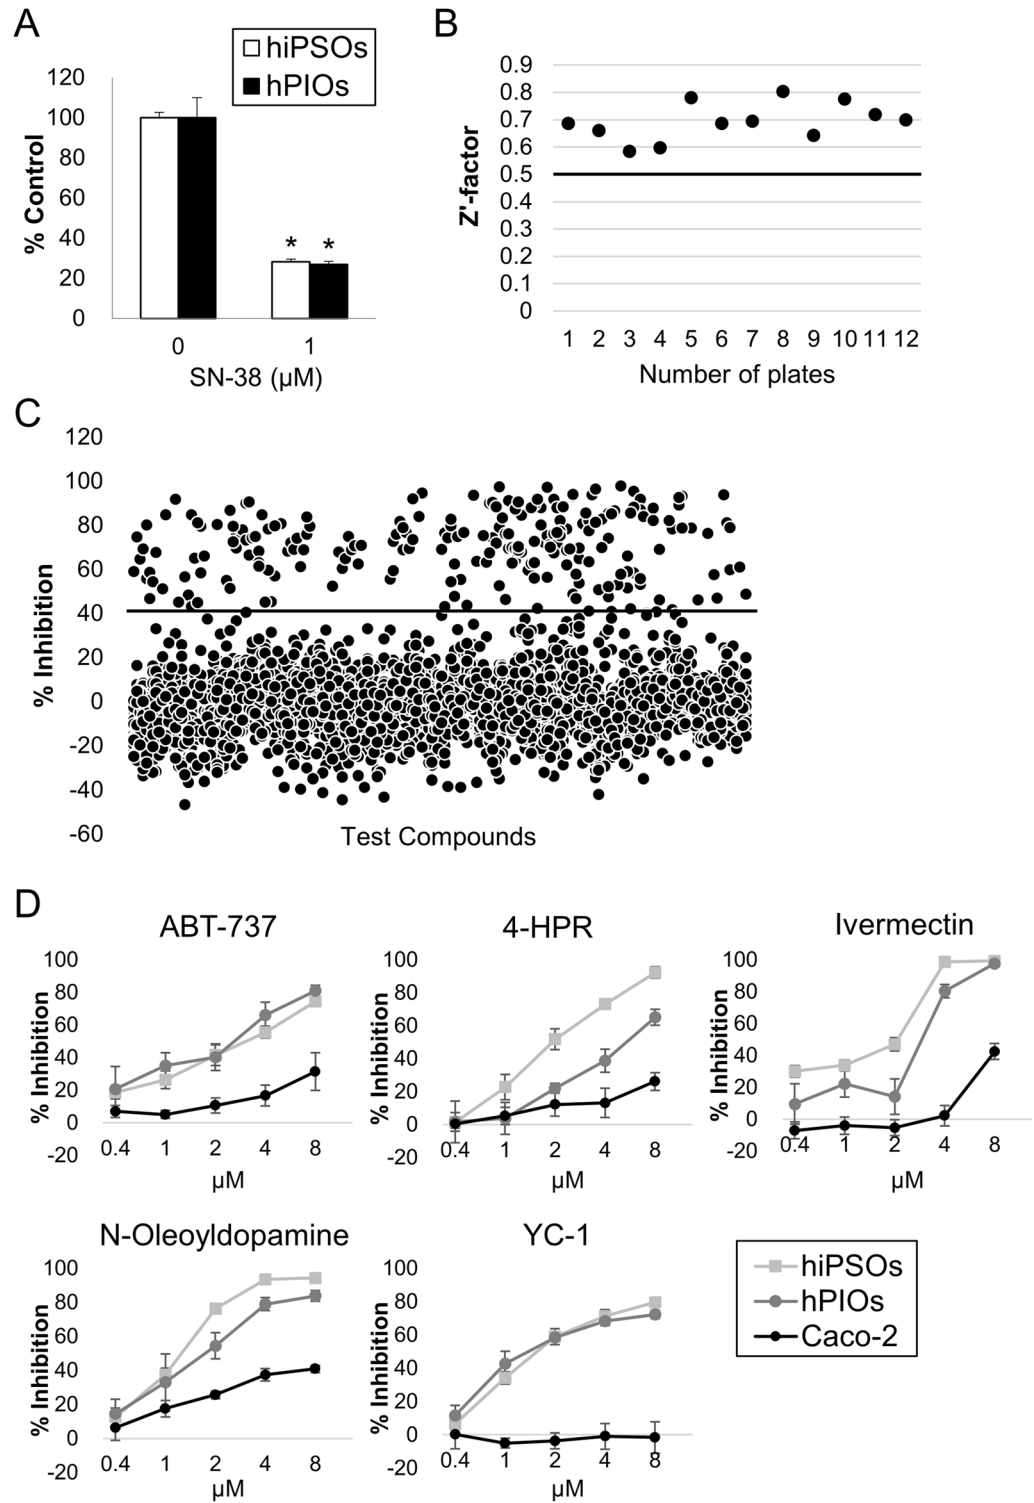 A
hiPSOs
hPIOs
120
100
80
60
40
20
0
% Control
* *
0 1
SN-38 (µM)
B
0.9
0.8
0.7
0.6
0.5
0.4
0.3
0.2
0.1
0
Z'-factor
1 2 3 4 5 6 7 8 9 10 11 12
Number of plates
C
120
100
80
60
40
20
0
-20
-40
-60
% Inhibition
Test Compounds
D
ABT-737
100
80
60
40
20
0
-20
% Inhibition
0.4 1 2 4 8
µM
4-HPR
100
80
60
40
20
0
-20
% Inhibition
0.4 1 2 4 8
µM
Ivermectin
100
80
60
40
20
0
-20
% Inhibition
0.4 1 2 4 8
µM
N-Oleoyldopamine
100
80
60
40
20
0
-20
% Inhibition
0.4 1 2 4 8
µM
YC-1
100
80
60
40
20
0
-20
% Inhibition
0.4 1 2 4 8
µM
hiPSOs
hPIOs
Caco-2